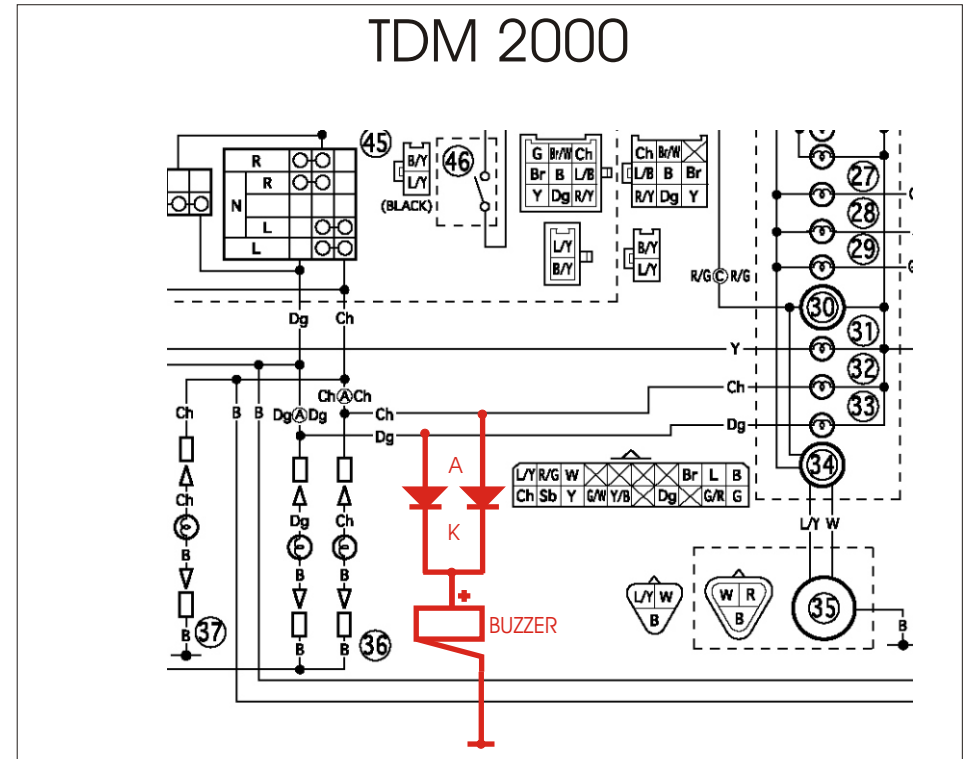 TDM 2000
R
R
N
L
L
45
B/Y
L/Y
(BLACK)
46
G Br/W Ch
Br B L/B
Y Dg R/Y
Ch Br/W
L/B B Br
R/Y Dg Y
L/Y
B/Y
B/Y
L/Y
R/G C R/G
27
28
29
30
31
32
33
34
Dg Ch
Y
Ch
Dg
Ch A Ch
Ch B B Dg A Dg
Ch
Dg
A
K
L/Y R/G W Br L B
Ch Sb Y G/W Y/B Dg G/R G
Ch Dg Ch
B B B
B B B
37
36
BUZZER
L/Y W
L/Y W
B
W R
B
35
B